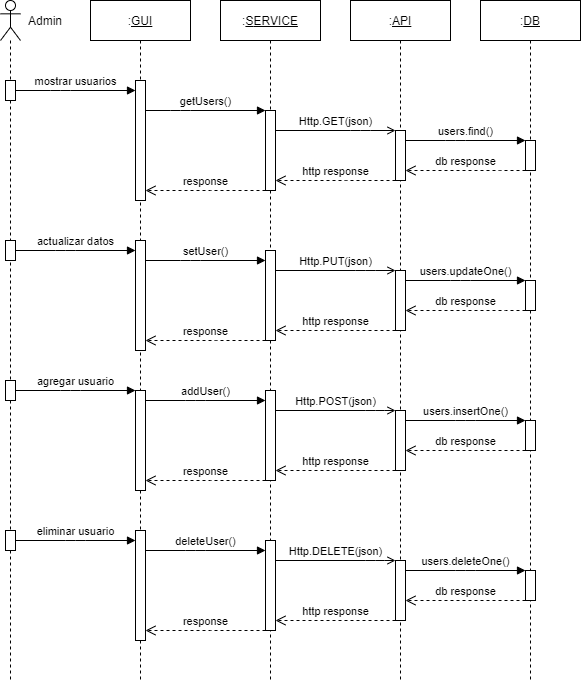 Admin
:GUI
:SERVICE
:API
:DB
mostrar usuarios
getUsers()
Http.GET(json)
users.find()
db response
http response
response
actualizar datos
setUser()
Http.PUT(json)
users.updateOne()
db response
http response
response
agregar usuario
addUser()
Http.POST(json)
users.insertOne()
db response
http response
response
eliminar usuario
deleteUser()
Http.DELETE(json)
users.deleteOne()
db response
http response
response